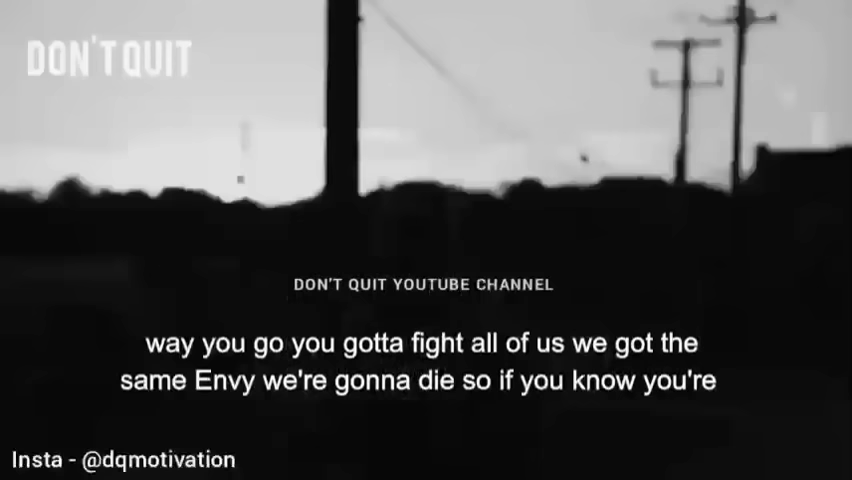 DON'T QUIT
DON'T QUIT YOUTUBE CHANNEL
way you go you gotta fight all of us we got the
same Envy we're gonna die so if you know you're
Insta - @dqmotivation